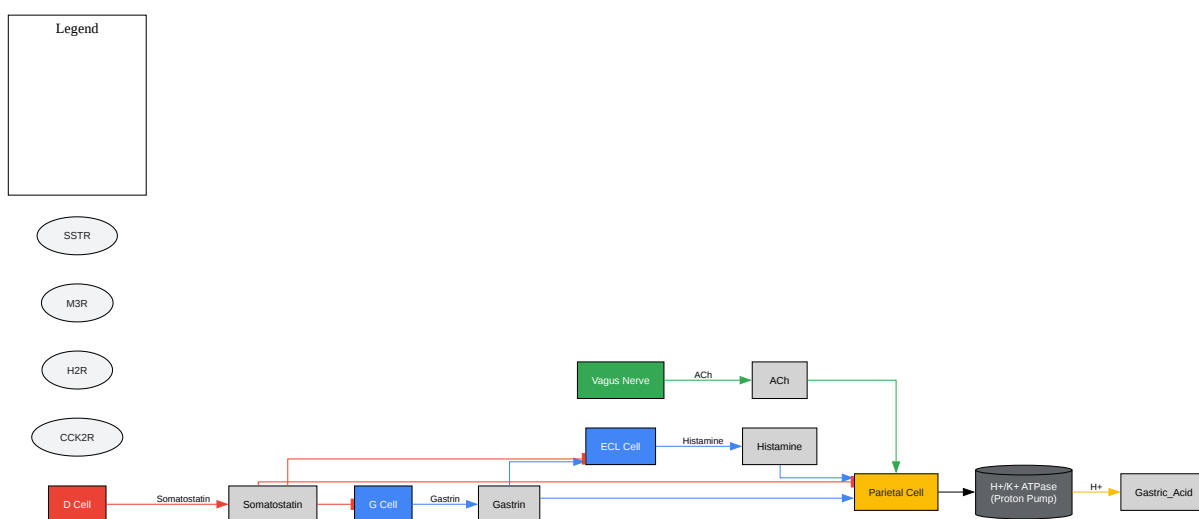 Legend
SSTR
M3R
H2R
CCK2R
Vagus Nerve
ACh
ACh
ECL Cell
Histamine
Histamine
D Cell
Somatostatin
Somatostatin
G Cell
Gastrin
Gastrin
Parietal Cell
H+/K+ ATPase
(Proton Pump)
H+
Gastric_Acid